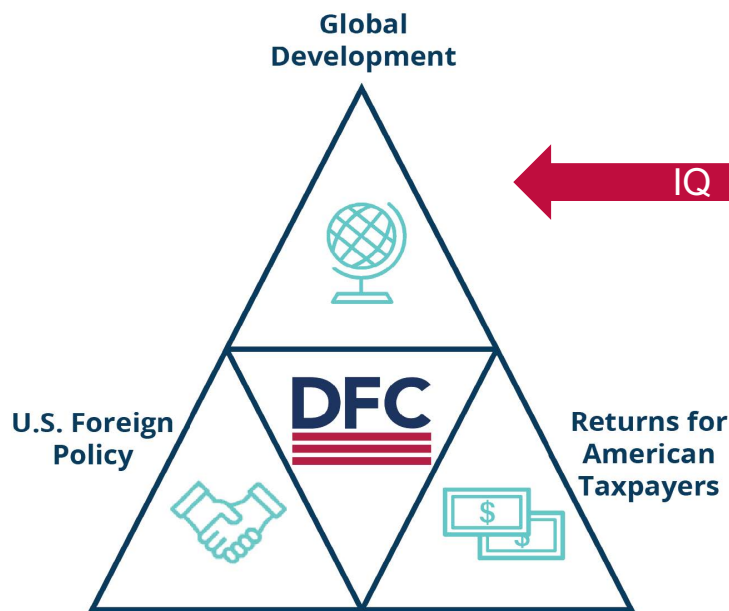 Global
Development
IQ
DFC
U.S. Foreign
Policy
Returns for
American
Taxpayers
$
$